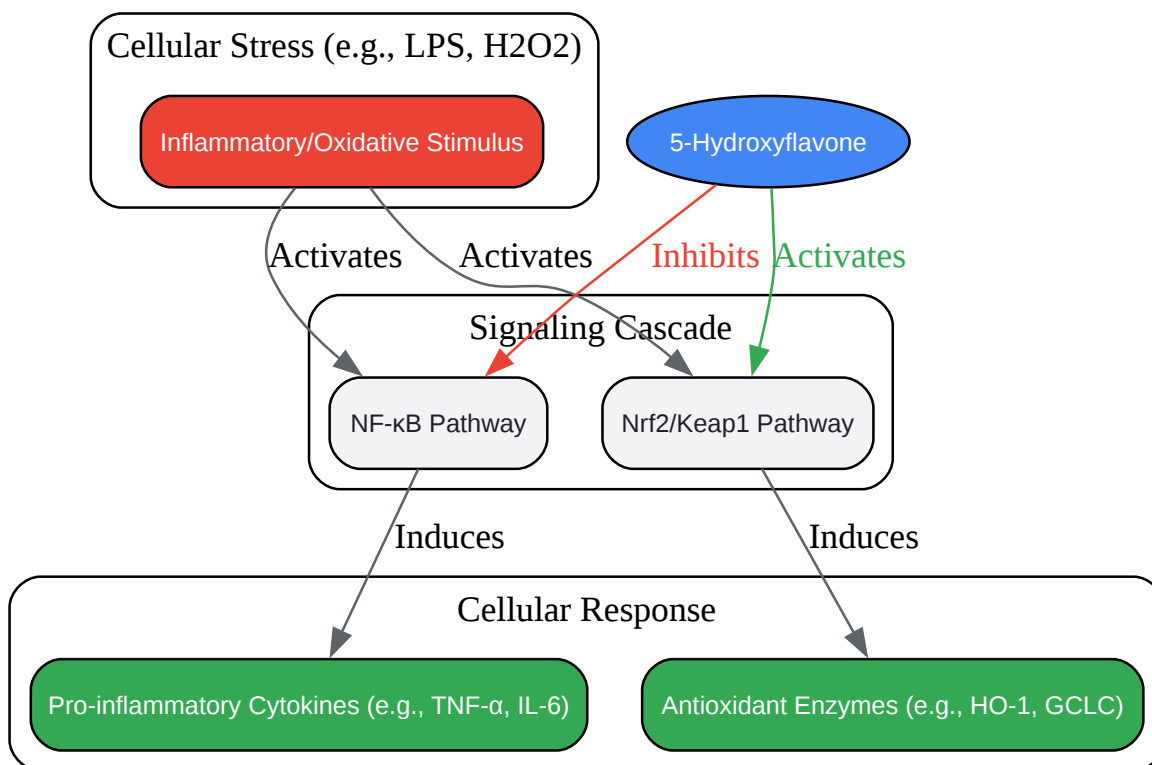 Cellular Stress (e.g., LPS, H2O2)
Inflammatory/Oxidative Stimulus
5-Hydroxyflavone
Activates
Activates
Inhibits
Activates
Signaling Cascade
NF-κB Pathway
Nrf2/Keap1 Pathway
Induces
Induces
Cellular Response
Pro-inflammatory Cytokines (e.g., TNF-α, IL-6)
Antioxidant Enzymes (e.g., HO-1, GCLC)